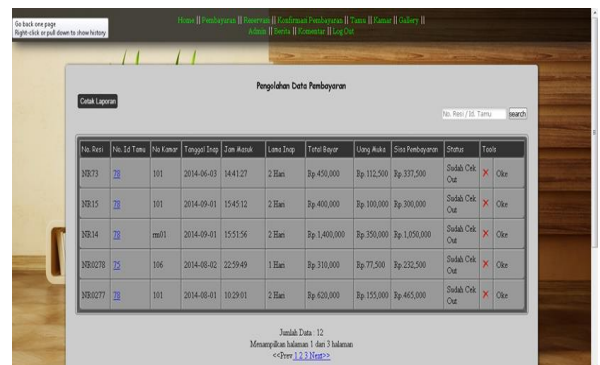 Go back one page
Right-click or pull down to show history
Home || Pembayaran || Reservasi || Konfirmasi Pembayaran || Tamu || Kamar || Gallery ||
Admin || Berita || Komentar || Log Out
Pengolahan Data Pembayaran
Cetak Laporan
No. Resi / Id. Tamu search
No. Resi No. Id Tamu No Kamar Tanggal Inap Jam Masuk Lama Inap Total Bayar Uang Muka Sisa Pembayaran Status Tools
NR73 78 101 2014-06-03 14:41:27 2 Hari Rp.450,000 Rp.112,500 Rp.337,500 Sudah Cek Out Oke
NR15 78 101 2014-09-01 15:45:12 2 Hari Rp.400,000 Rp.100,000 Rp.300,000 Sudah Cek Out Oke
NR14 78 rm01 2014-09-01 15:51:56 2 Hari Rp.1,400,000 Rp.350,000 Rp.1,050,000 Sudah Cek Out Oke
NR0278 75 106 2014-08-02 22:59:49 1 Hari Rp.310,000 Rp.77,500 Rp.232,500 Sudah Cek Out Oke
NR0277 78 101 2014-08-01 10:29:01 2 Hari Rp.620,000 Rp.155,000 Rp.465,000 Sudah Cek Out Oke
Jumlah Data : 12
Menampilkan halaman 1 dari 3 halaman
<<Prev 1 2 3 Next>>